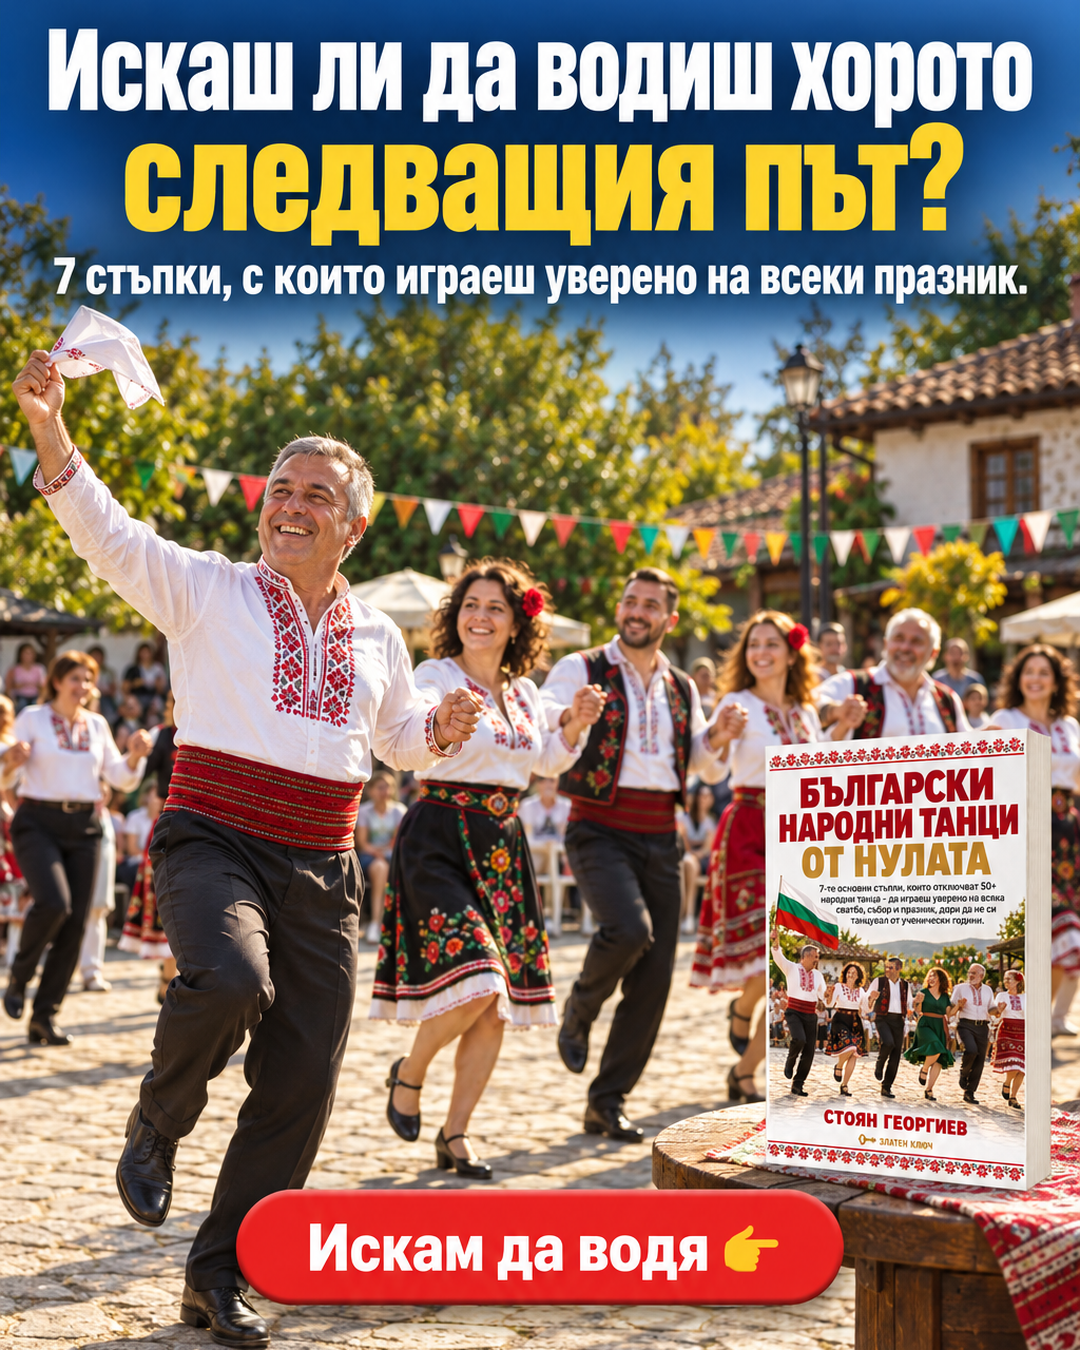 Искаш ли да водиш хорото
следващия път?
7 стъпки, с които играеш уверено на всеки празник.
БЪЛГАРСКИ
НАРОДНИ ТАНЦИ
ОТ НУЛАТА
7-те основни стъпки, които отключват 50+
народни танца – да играеш уверено на всяка
сватба, събор и празник, дори да не си
танцувал от ученически години.
СТОЯН ГЕОРГИЕВ
ЗЛАТЕН КЛЮЧ
Искам да водя 👉